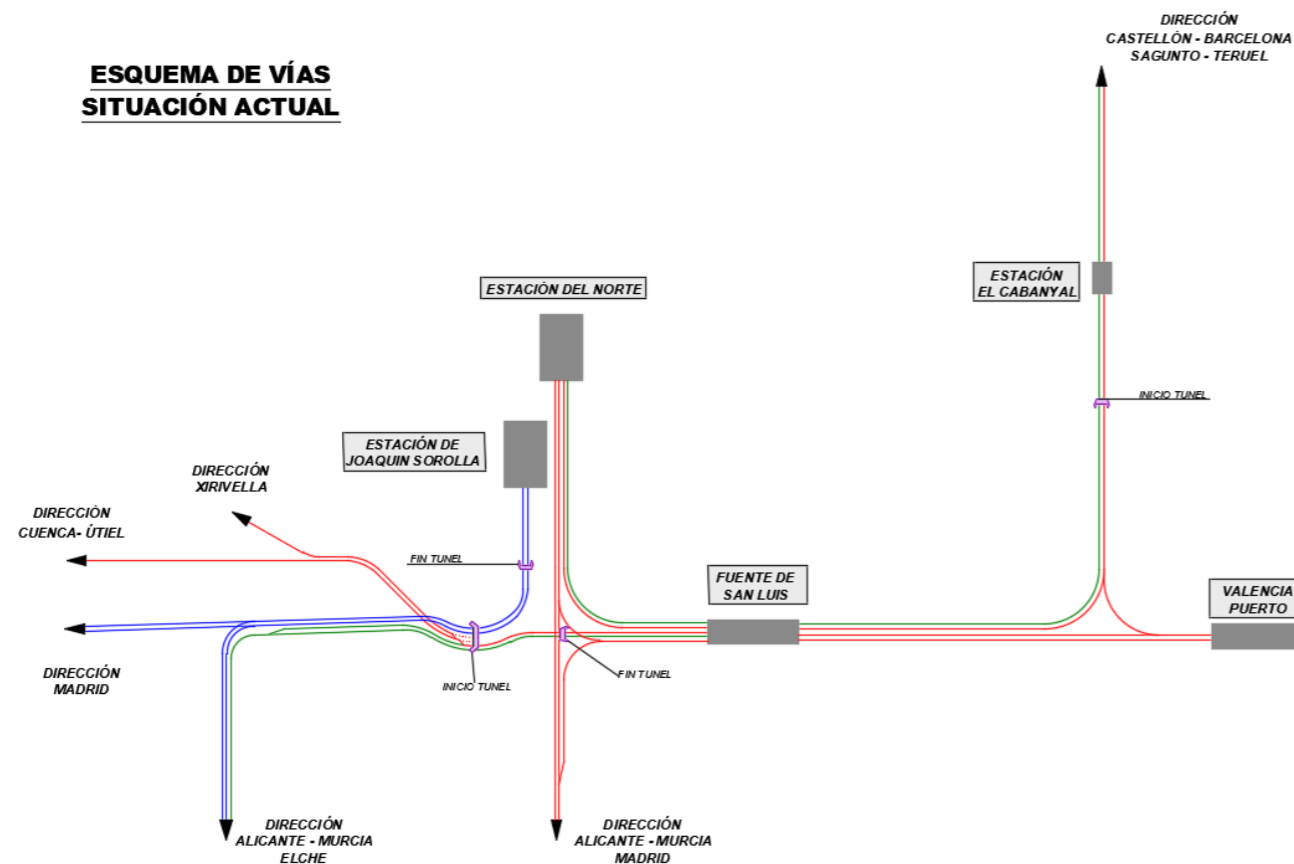 DIRECCIÓN
CASTELLÓN - BARCELONA
SAGUNTO - TERUEL
ESQUEMA DE VÍAS
SITUACIÓN ACTUAL
ESTACIÓN DEL NORTE
ESTACIÓN
EL CABANYAL
INICIO TUNEL
ESTACIÓN DE
JOAQUIN SOROLLA
DIRECCIÓN
XIRIVELLA
DIRECCIÓN
CUENCA- ÚTIEL
FIN TUNEL
FUENTE DE
SAN LUIS
VALENCIA
PUERTO
DIRECCIÓN
MADRID
INICIO TUNEL
FIN TUNEL
DIRECCIÓN
ALICANTE - MURCIA
ELCHE
DIRECCIÓN
ALICANTE - MURCIA
MADRID